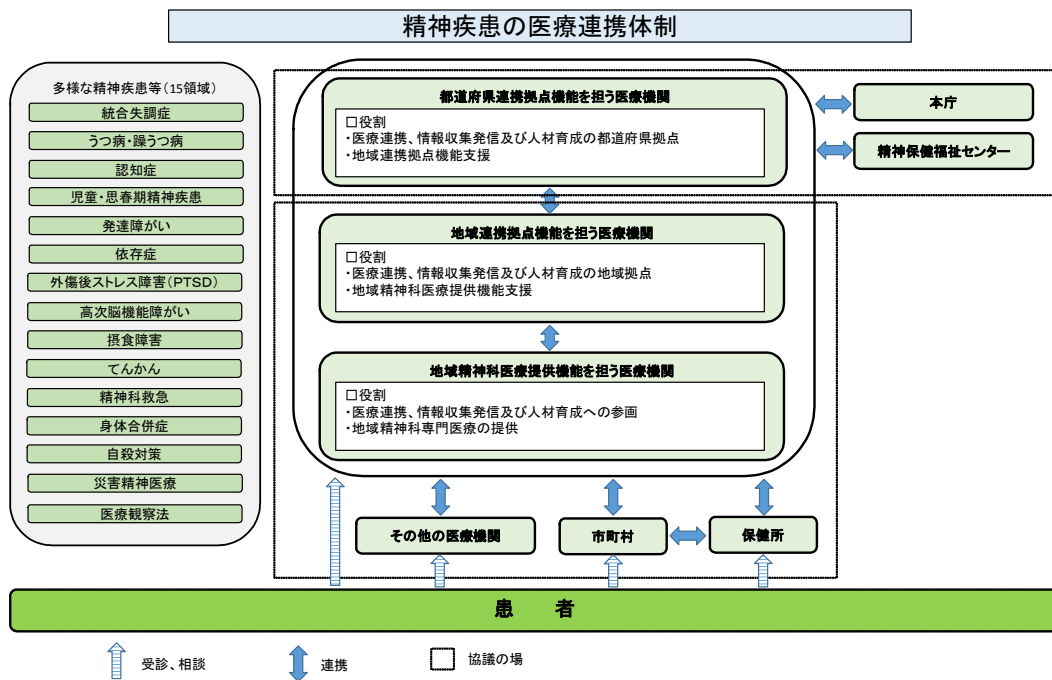 精神疾患の医療連携体制
多様な精神疾患等（15領域）
統合失調症
うつ病・躁うつ病
認知症
児童・思春期精神疾患
発達障がい
依存症
外傷後ストレス障害（PTSD）
高次脳機能障がい
摂食障害
てんかん
精神科救急
身体合併症
自殺対策
災害精神医療
医療観察法
都道府県連携拠点機能を担う医療機関
□役割
・医療連携、情報収集発信及び人材育成の都道府県拠点
・地域連携拠点機能支援
本庁
精神保健福祉センター
地域連携拠点機能を担う医療機関
□役割
・医療連携、情報収集発信及び人材育成の地域拠点
・地域精神科医療提供機能支援
地域精神科医療提供機能を担う医療機関
□役割
・医療連携、情報収集発信及び人材育成への参画
・地域精神科専門医療の提供
その他の医療機関
市町村
保健所
患　者
受診、相談
連携
協議の場